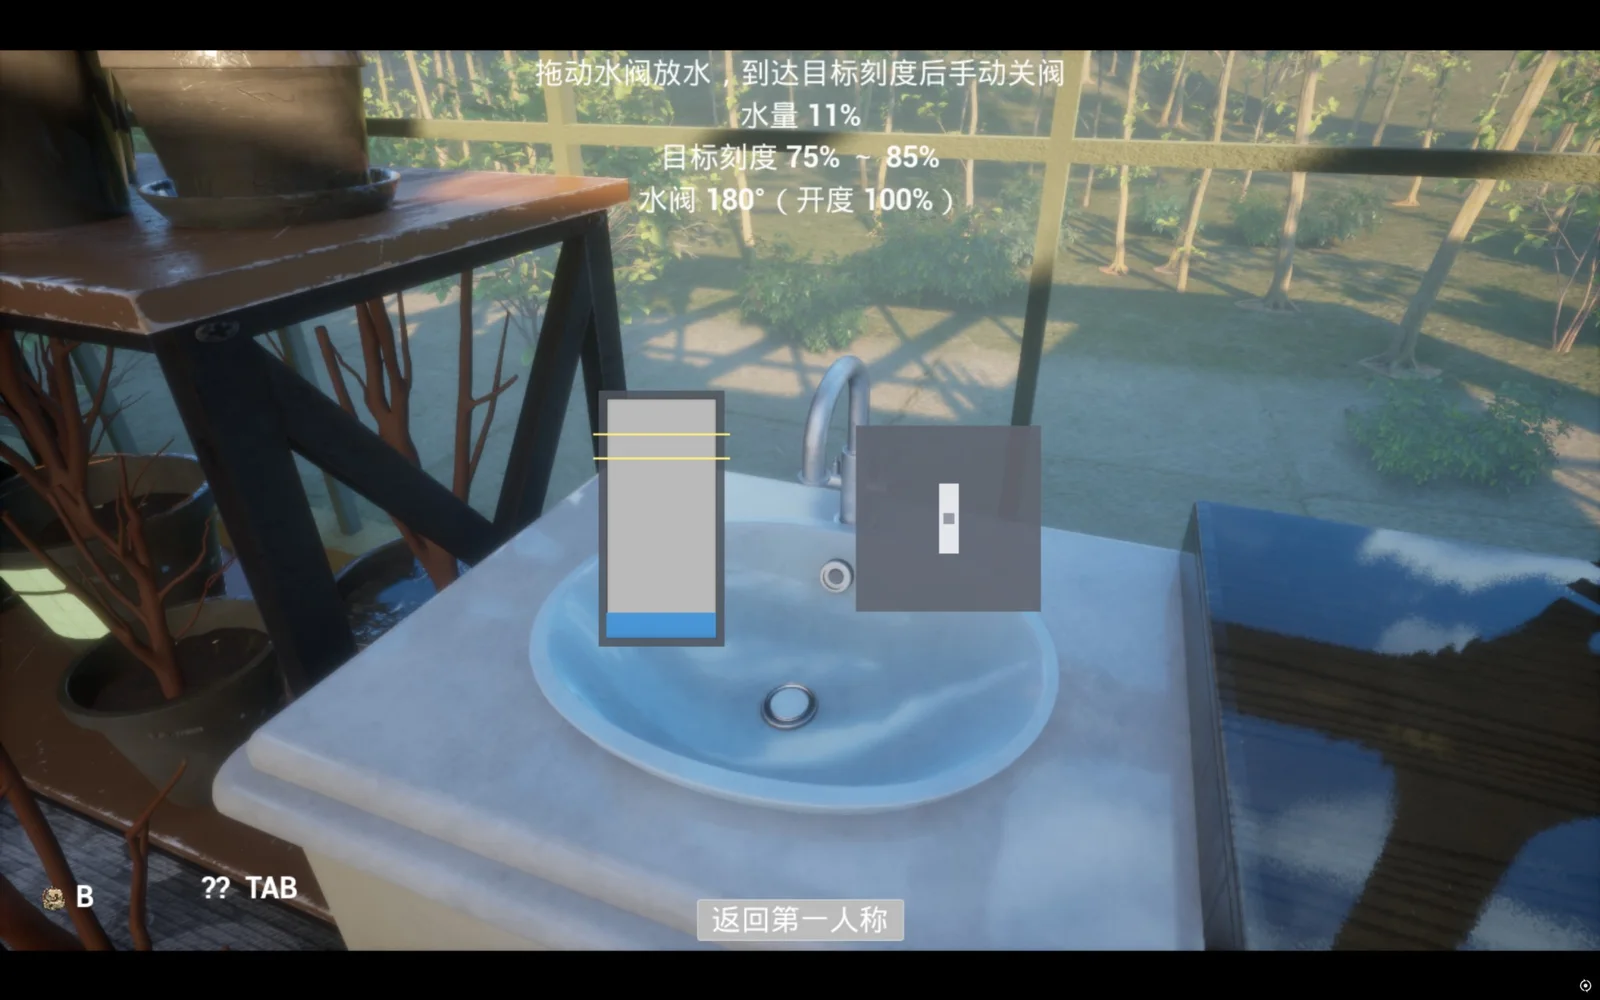 拖动水阀放水，到达目标刻度后手动关阀
水量 11%
目标刻度 75% ~ 85%
水阀 180°（开度 100%）
B
?? TAB
返回第一人称